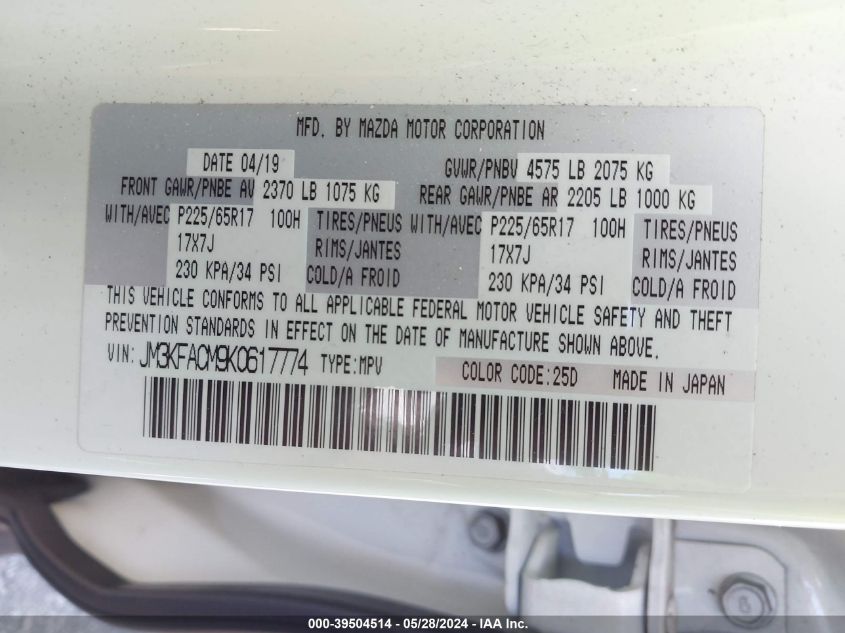 MFD. BY MAZDA MOTOR CORPORATION
DATE 04/19 GVWR/PNBV 4575 LB 2075 KG
FRONT GAWR/PNBE AV 2370 LB 1075 KG REAR GAWR/PNBE AR 2205 LB 1000 KG
WITH/AVEC P225/65R17 100H TIRES/PNEUS WITH/AVEC P225/65R17 100H TIRES/PNEUS
17X7J RIMS/JANTES 17X7J RIMS/JANTES
230 KPA/34 PSI COLD/A FROID 230 KPA/34 PSI COLD/A FROID
THIS VEHICLE CONFORMS TO ALL APPLICABLE FEDERAL MOTOR VEHICLE SAFETY AND THEFT
PREVENTION STANDARDS IN EFFECT ON THE DATE OF MANUFACTURE SHOWN ABOVE.
VIN: JM3KFACM9K0617774 TYPE:MPV COLOR CODE:25D MADE IN JAPAN
000-39504514 - 05/28/2024 - IAA Inc.